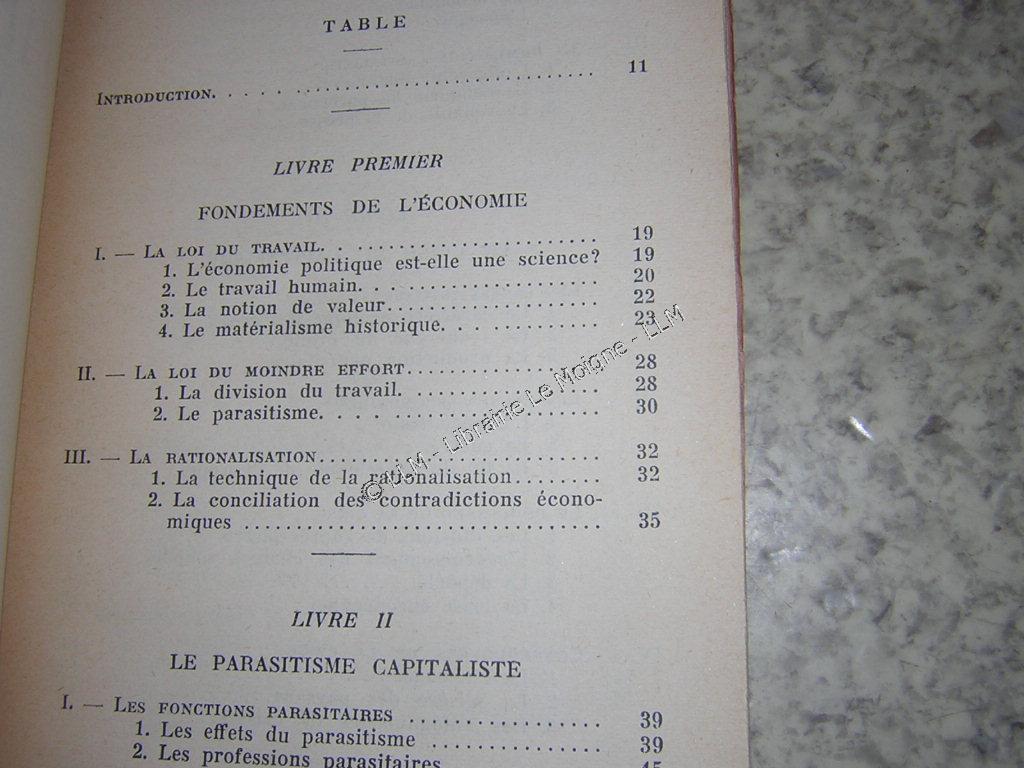 TABLE
INTRODUCTION. . . . . . . . . . . . . . . . . . . . 11
LIVRE PREMIER
FONDEMENTS DE L'ÉCONOMIE
I. — LA LOI DU TRAVAIL. . . . . . . . . . . . . . . . 19
1. L'économie politique est-elle une science? 19
2. Le travail humain. . . . . . . . . . . . . . . . 20
3. La notion de valeur. . . . . . . . . . . . . . . 22
4. Le matérialisme historique. . . . . . . . . . . 23
II. — LA LOI DU MOINDRE EFFORT. . . . . . . . . . . . 28
1. La division du travail. . . . . . . . . . . . . 28
2. Le parasitisme. . . . . . . . . . . . . . . . . 30
III. — LA RATIONALISATION. . . . . . . . . . . . . . . 32
1. La technique de la rationalisation. . . . . . . 32
2. La conciliation des contradictions écono-
miques . . . . . . . . . . . . . . . . . . . . . 35
LIVRE II
LE PARASITISME CAPITALISTE
I. — LES FONCTIONS PARASITAIRES . . . . . . . . . . . 39
1. Les effets du parasitisme . . . . . . . . . . . 39
2. Les professions parasitaires. . . . . . . . . . 45
© LLM - Librairie Le Moigne - LLM